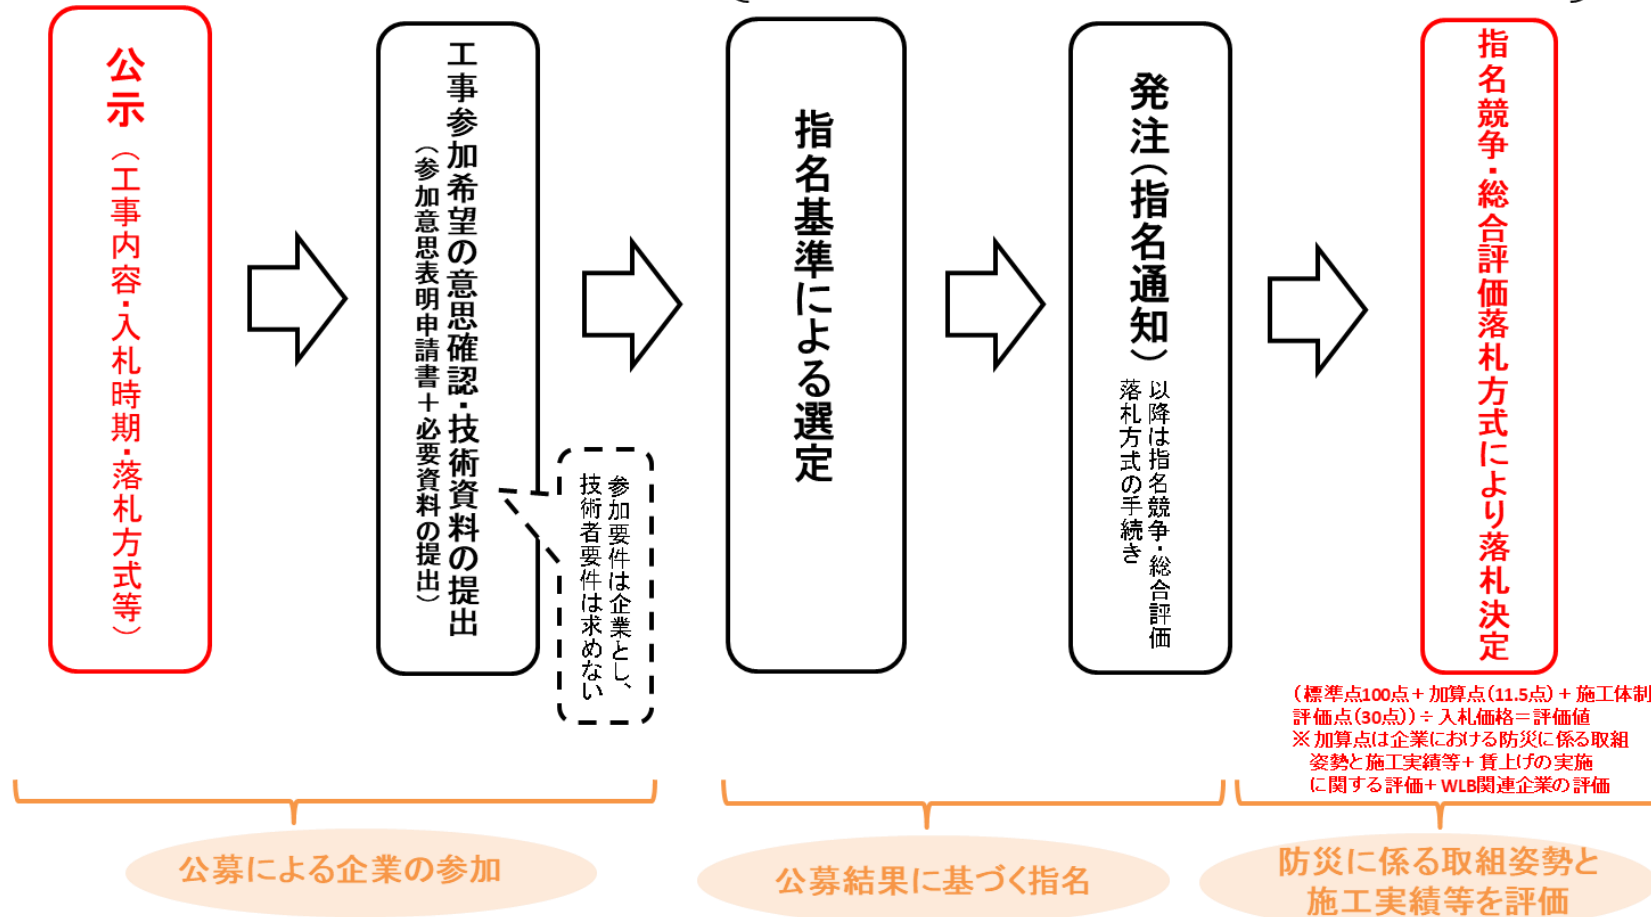 公示
（工事内容・入札時期・落札方式等）
工事参加希望の意思確認・技術資料の提出
（参加意思表明申請書＋必要資料の提出）
参加要件は企業とし、
技術者要件は求めない
指名基準による選定
発注（指名通知）
以降は指名競争・総合評価
落札方式の手続き
指名競争・総合評価落札方式により落札決定
（標準点100点＋加算点（11.5点）＋施工体制
評価点（30点））÷入札価格＝評価値
※加算点は企業における防災に係る取組
姿勢と施工実績等＋賃上げの実施
に関する評価＋WLB関連企業の評価
公募による企業の参加
公募結果に基づく指名
防災に係る取組姿勢と
施工実績等を評価